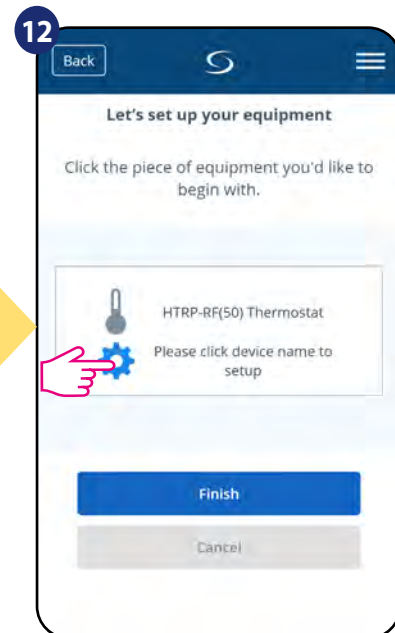 12
Back
Let's set up your equipment
Click the piece of equipment you'd like to
begin with.
HTRP-RF(50) Thermostat
Please click device name to
setup
Finish
Cancel